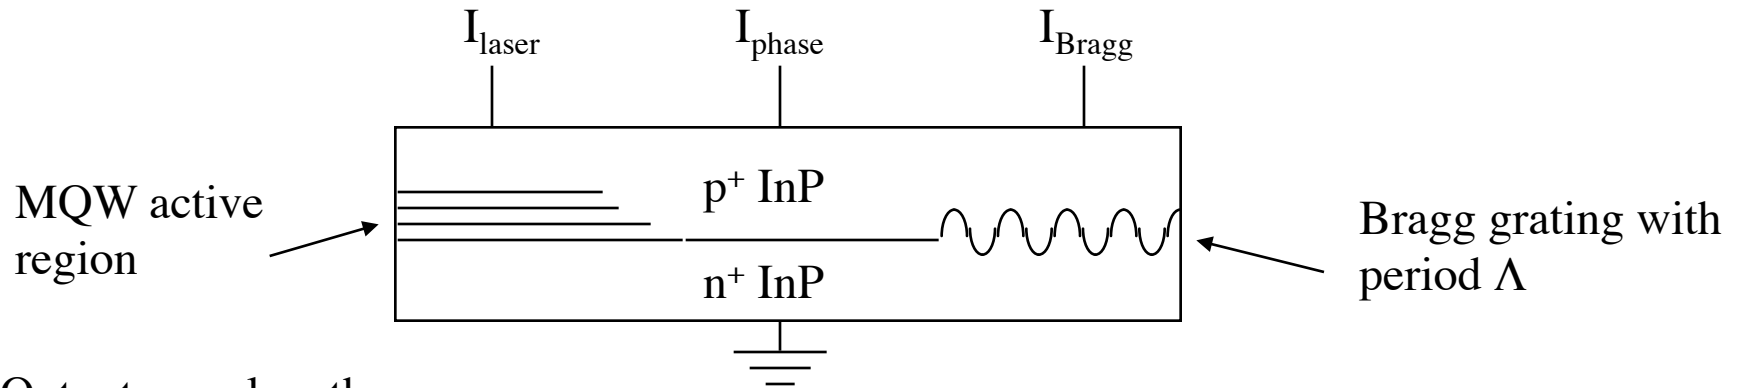 I_laser I_phase I_Bragg
MQW active
region
p⁺ InP
n⁺ InP
Bragg grating with
period Λ